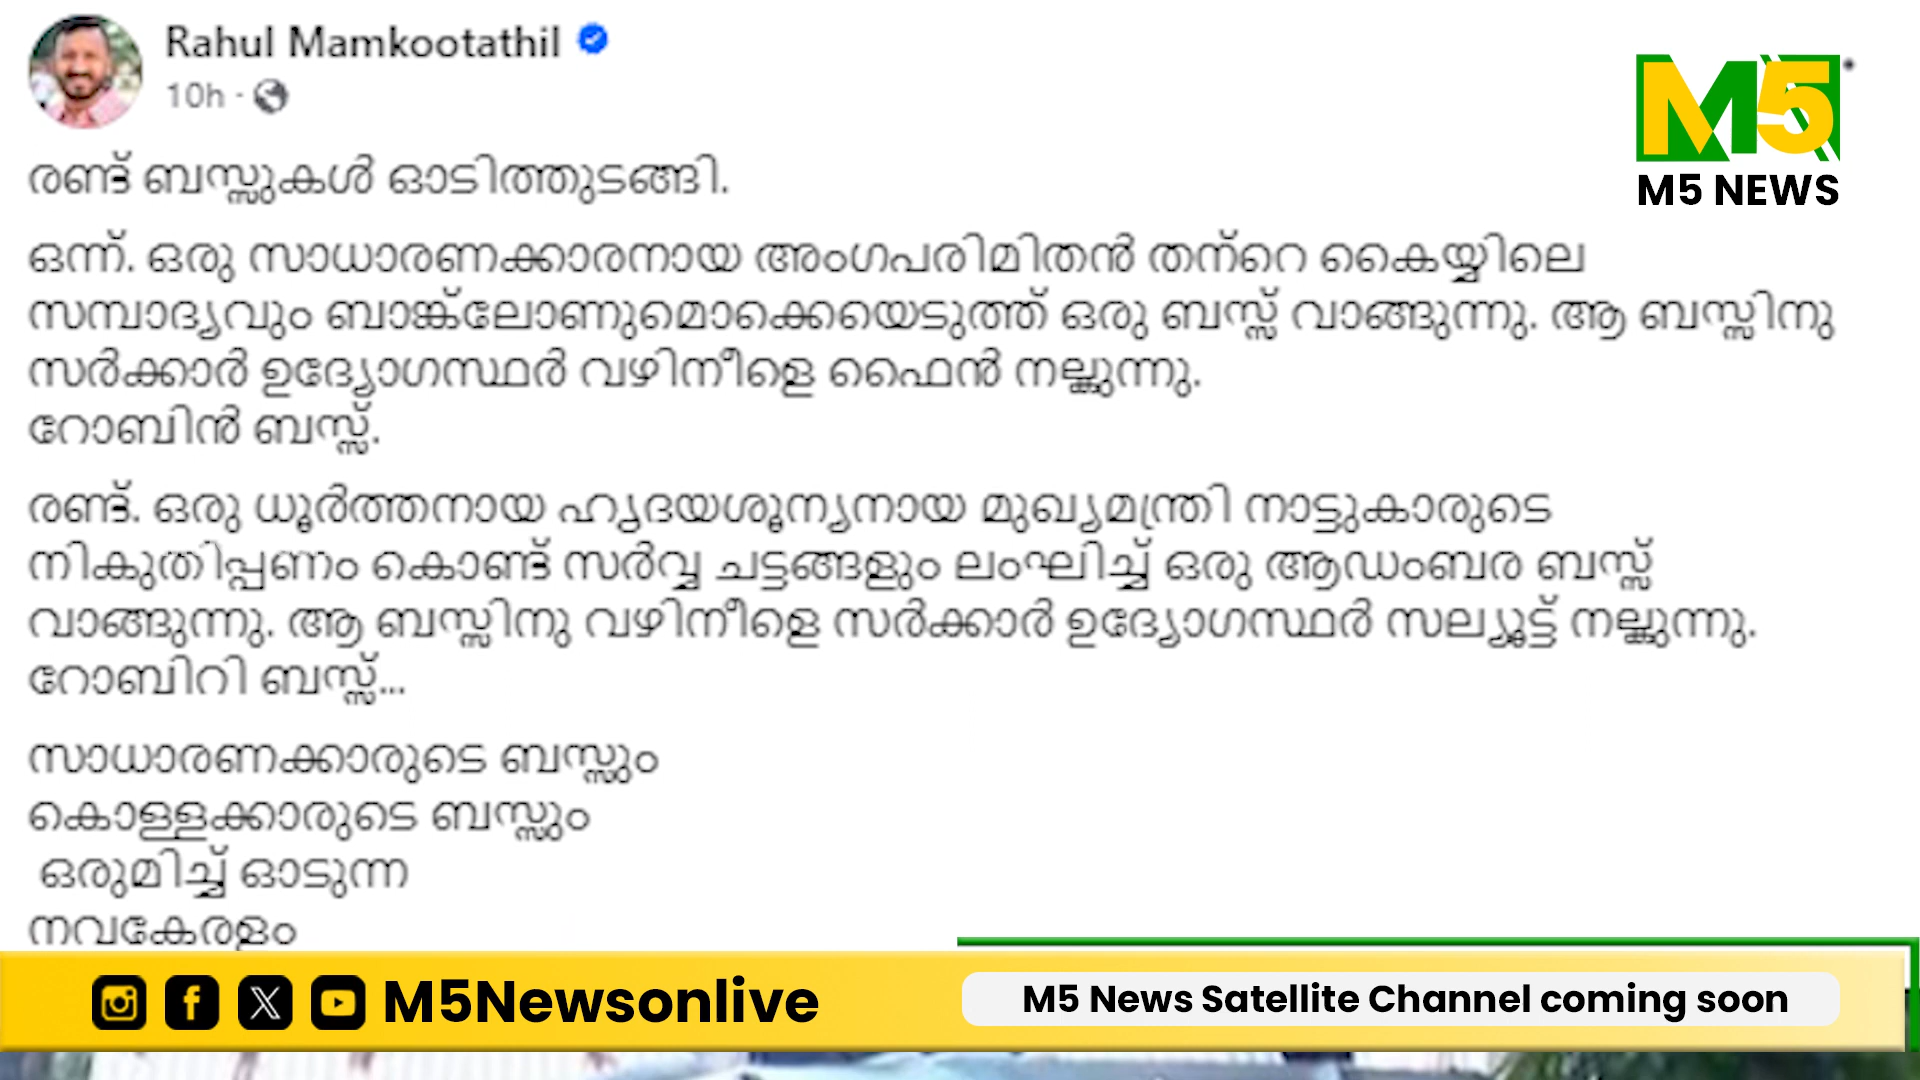 Rahul Mamkootathil
10h ·
M5
M5 NEWS
രണ്ട് ബസ്സുകൾ ഓടിത്തുടങ്ങി.
ഒന്ന്. ഒരു സാധാരണക്കാരനായ അംഗപരിമിതൻ തന്റെ കൈയ്യിലെ
സമ്പാദ്യവും ബാങ്ക്‌ലോണുമൊക്കെയെടുത്ത് ഒരു ബസ്സ് വാങ്ങുന്നു. ആ ബസ്സിനു
സർക്കാർ ഉദ്യോഗസ്ഥർ വഴിനീളെ ഫൈൻ നല്കുന്നു.
റോബിൻ ബസ്സ്.
രണ്ട്. ഒരു ധൂർത്തനായ ഹൃദയശൂന്യനായ മുഖ്യമന്ത്രി നാട്ടുകാരുടെ
നികുതിപ്പണം കൊണ്ട് സർവ്വ ചട്ടങ്ങളും ലംഘിച്ച് ഒരു ആഡംബര ബസ്സ്
വാങ്ങുന്നു. ആ ബസ്സിനു വഴിനീളെ സർക്കാർ ഉദ്യോഗസ്ഥർ സല്യൂട്ട് നല്കുന്നു.
റോബിറി ബസ്സ്...
സാധാരണക്കാരുടെ ബസ്സും
കൊള്ളക്കാരുടെ ബസ്സും
ഒരുമിച്ച് ഓടുന്ന
നവകേരളം
M5Newsonlive
M5 News Satellite Channel coming soon